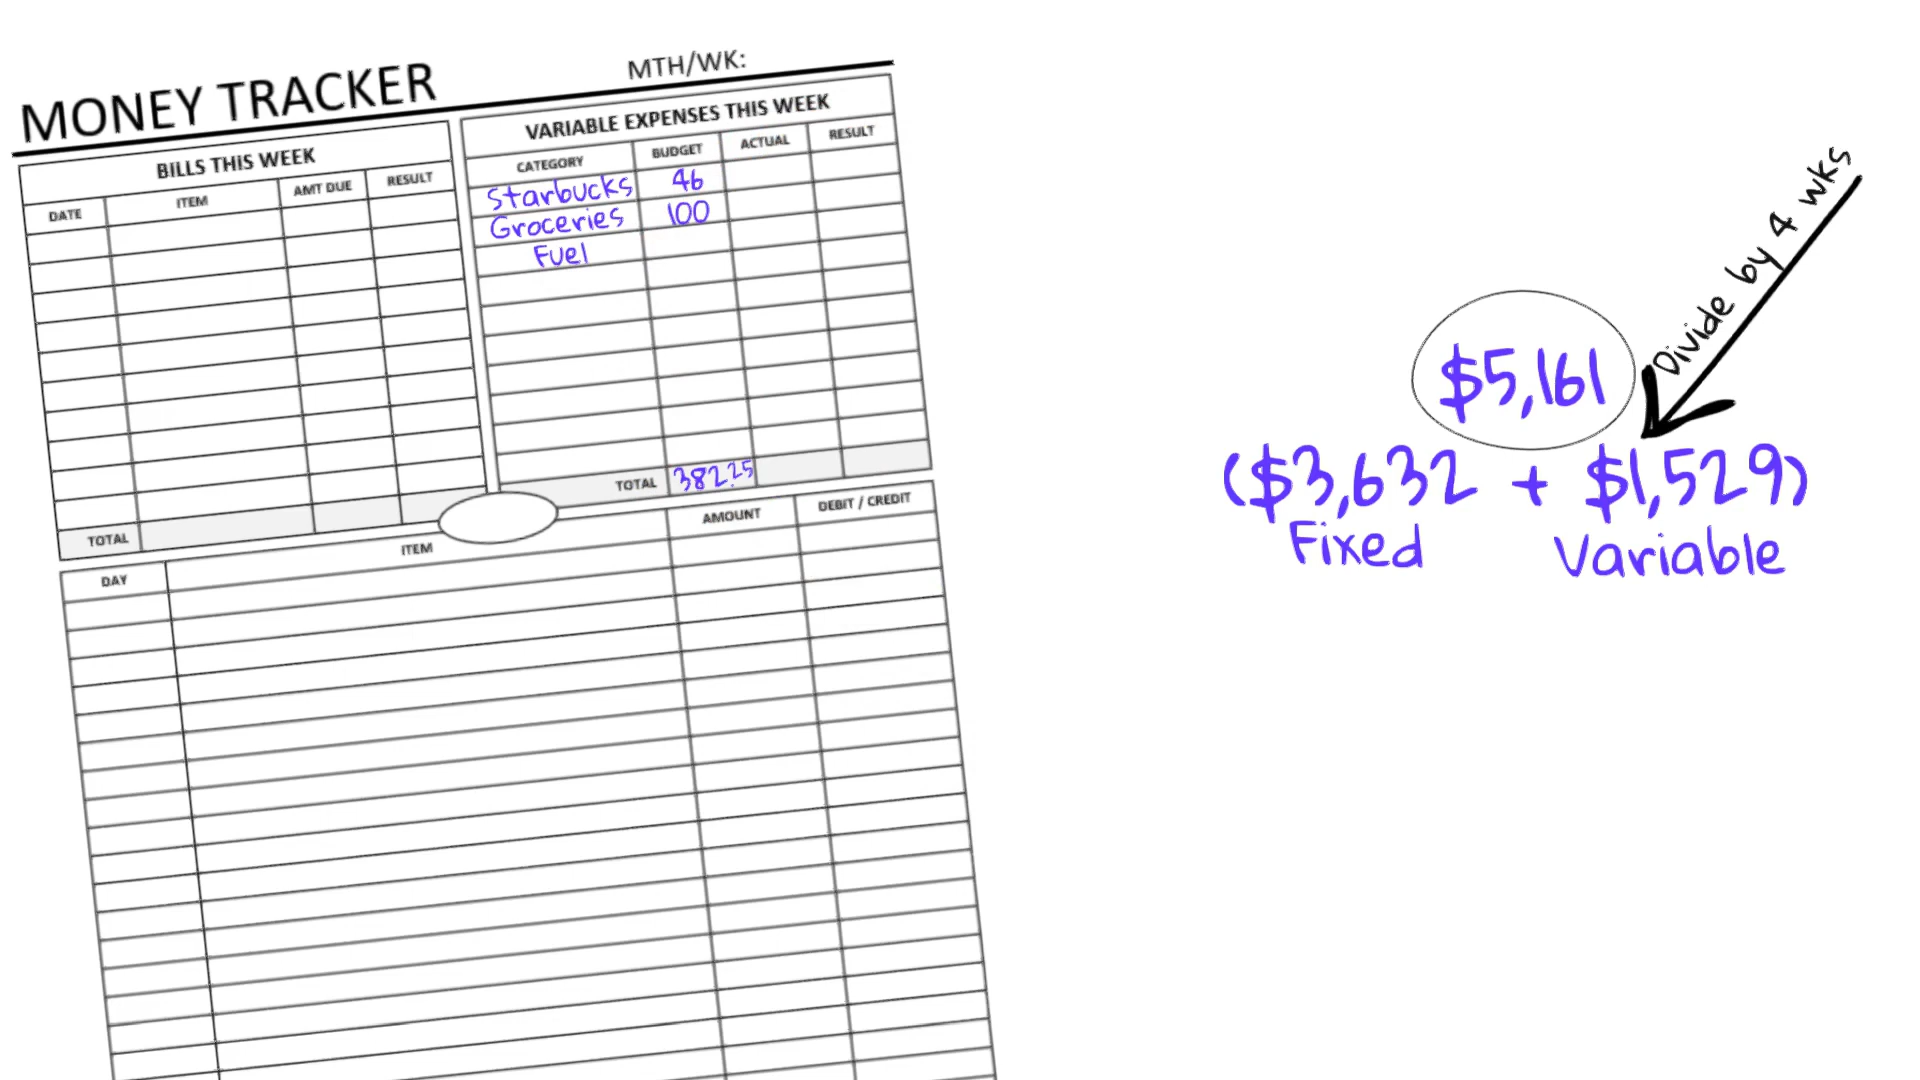 MONEY TRACKER
MTH/WK:
BILLS THIS WEEK
DATE ITEM AMT DUE RESULT
TOTAL
VARIABLE EXPENSES THIS WEEK
CATEGORY BUDGET ACTUAL RESULT
Starbucks 46
Groceries 100
Fuel
TOTAL 382.25
DAY ITEM AMOUNT DEBIT / CREDIT
Divide by 4 wks
$5,161
($3,632 + $1,529)
Fixed Variable